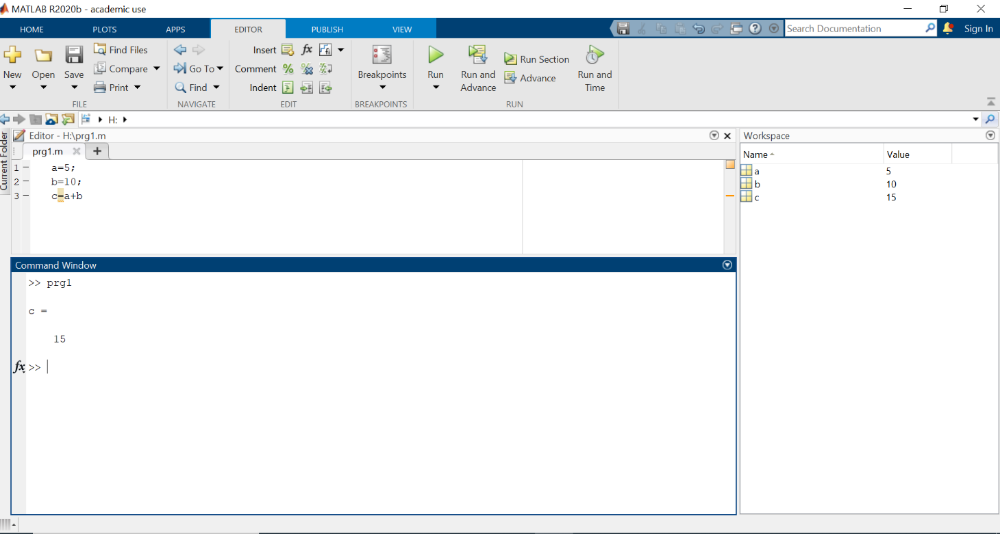 MATLAB R2020b - academic use
HOME PLOTS APPS EDITOR PUBLISH VIEW Search Documentation Sign In
New Open Save Find Files Compare Print
FILE
Go To Find
NAVIGATE
Insert fx
Comment %
Indent
EDIT
Breakpoints
BREAKPOINTS
Run Run and Advance Run Section Advance Run and Time
RUN
H:
Current Folder
Editor - H:\prg1.m
prg1.m
1 a=5;
2 b=10;
3 c=a+b
Command Window
>> prg1
c =
15
fx >>
Workspace
Name Value
a 5
b 10
c 15